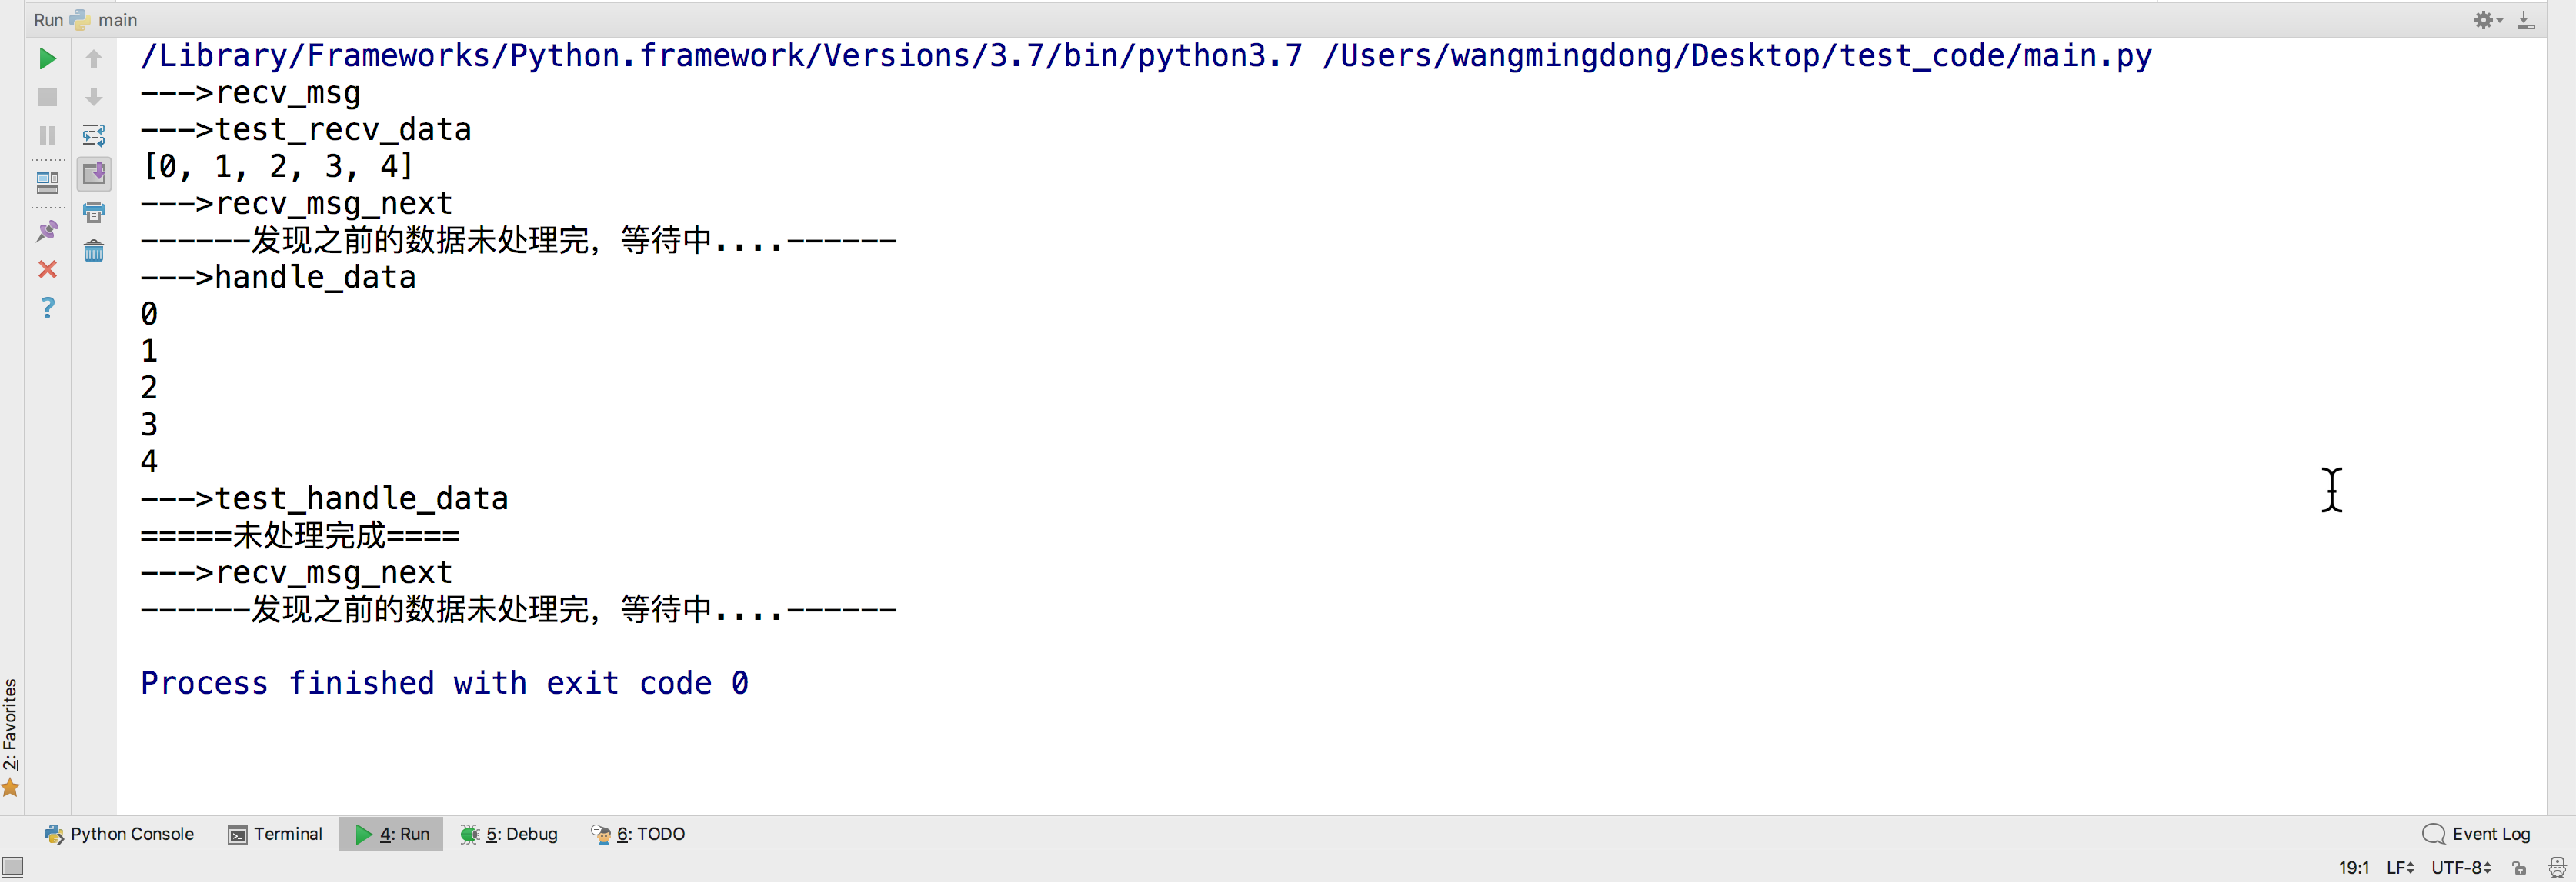 Run main
/Library/Frameworks/Python.framework/Versions/3.7/bin/python3.7 /Users/wangmingdong/Desktop/test_code/main.py
--->recv_msg
--->test_recv_data
[0, 1, 2, 3, 4]
--->recv_msg_next
------发现之前的数据未处理完，等待中....------
--->handle_data
0
1
2
3
4
--->test_handle_data
=====未处理完成====
--->recv_msg_next
------发现之前的数据未处理完，等待中....------
Process finished with exit code 0
2: Favorites
Python Console Terminal 4: Run 5: Debug 6: TODO Event Log
19:1 LF UTF-8